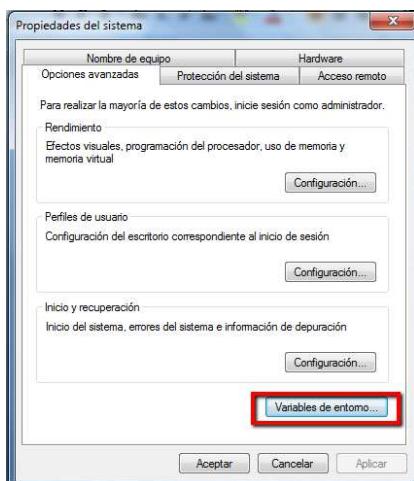 Propiedades del sistema
Nombre de equipo
Hardware
Opciones avanzadas
Protección del sistema
Acceso remoto
Para realizar la mayoría de estos cambios, inicie sesión como administrador.
Rendimiento
Efectos visuales, programación del procesador, uso de memoria y
memoria virtual
Configuración...
Perfiles de usuario
Configuración del escritorio correspondiente al inicio de sesión
Configuración...
Inicio y recuperación
Inicio del sistema, errores del sistema e información de depuración
Configuración...
Variables de entorno...
Aceptar
Cancelar
Aplicar